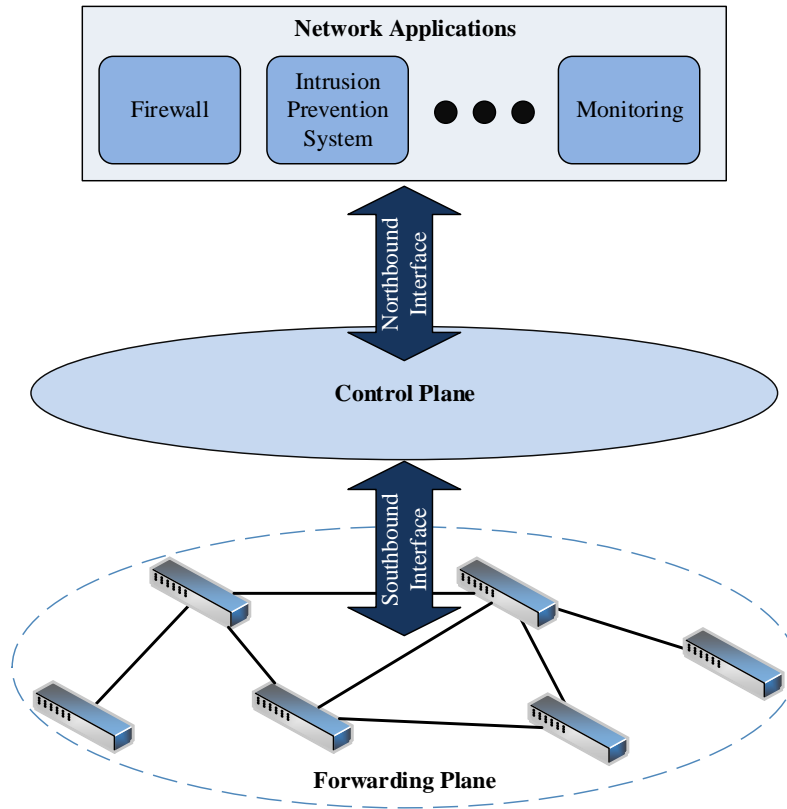 Network Applications
Firewall
Intrusion
Prevention
System
Monitoring
Northbound
Interface
Control Plane
Southbound
Interface
Forwarding Plane